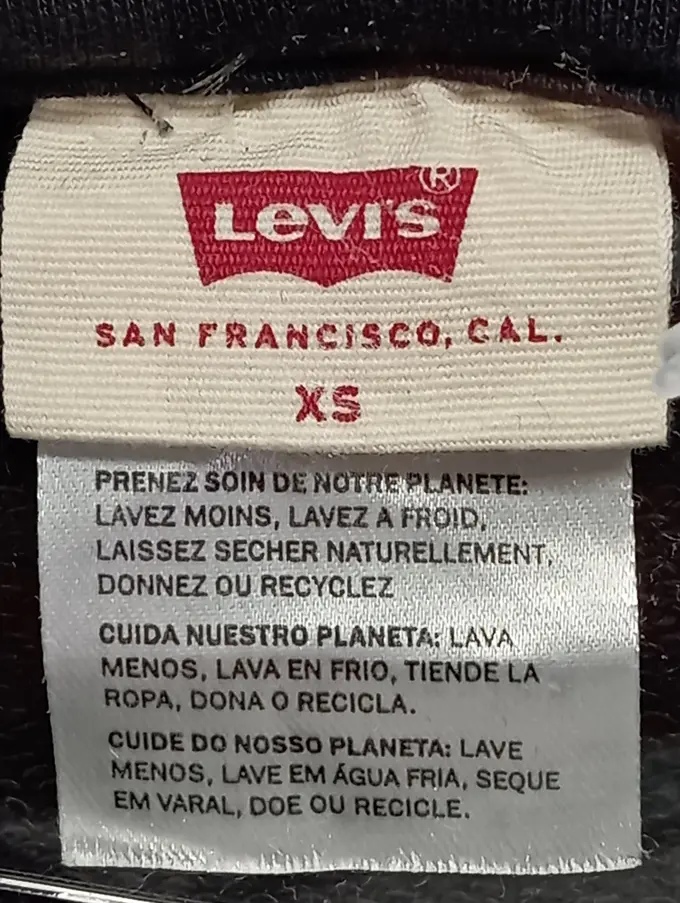 LEVI'S ®
SAN FRANCISCO, CAL.
XS
PRENEZ SOIN DE NOTRE PLANETE:
LAVEZ MOINS, LAVEZ A FROID,
LAISSEZ SECHER NATURELLEMENT,
DONNEZ OU RECYCLEZ
CUIDA NUESTRO PLANETA: LAVA
MENOS, LAVA EN FRIO, TIENDE LA
ROPA, DONA O RECICLA.
CUIDE DO NOSSO PLANETA: LAVE
MENOS, LAVE EM ÁGUA FRIA, SEQUE
EM VARAL, DOE OU RECICLE.